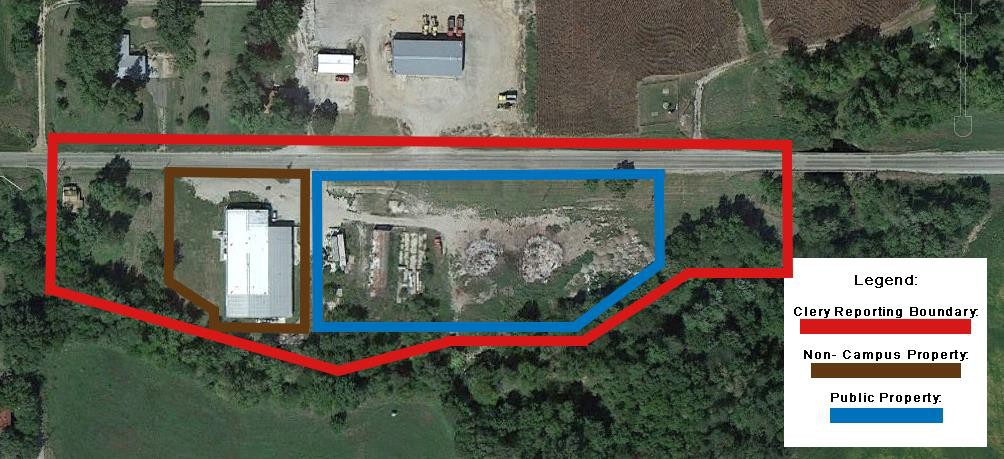 Legend:
Clery Reporting Boundary:
Non- Campus Property:
Public Property: